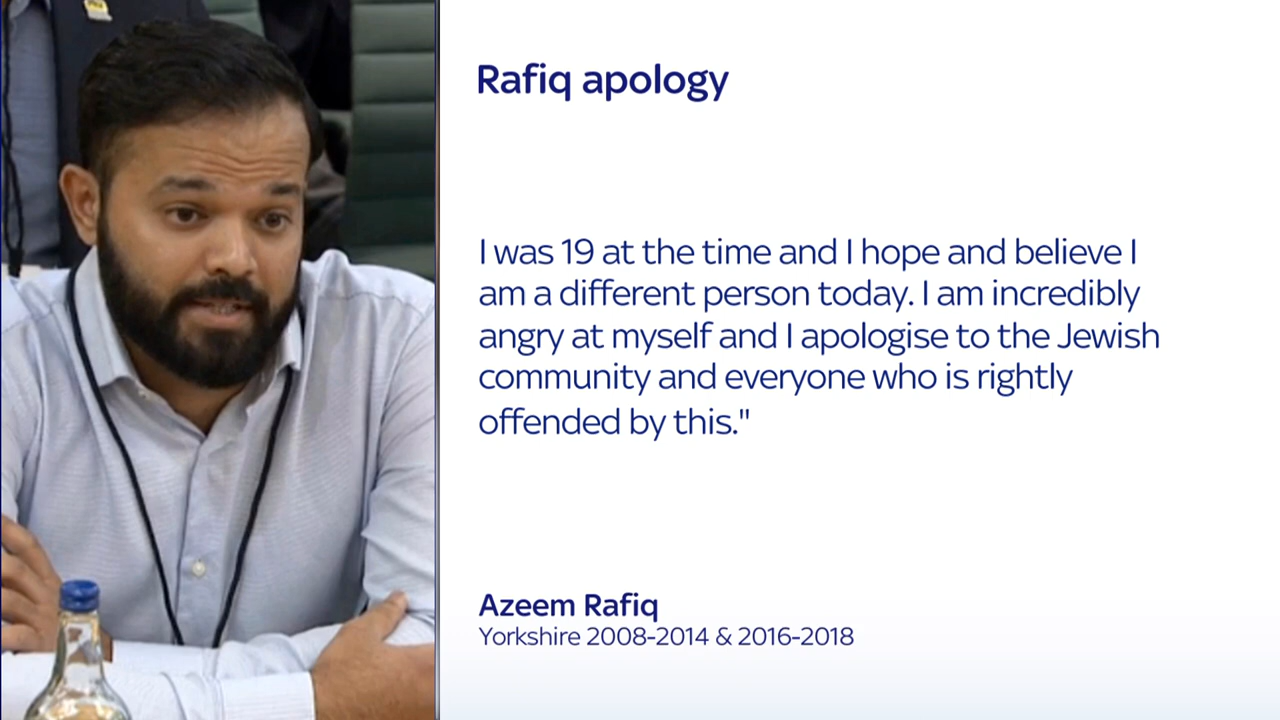 Rafiq apology
I was 19 at the time and I hope and believe I
am a different person today. I am incredibly
angry at myself and I apologise to the Jewish
community and everyone who is rightly
offended by this."
Azeem Rafiq
Yorkshire 2008-2014 & 2016-2018